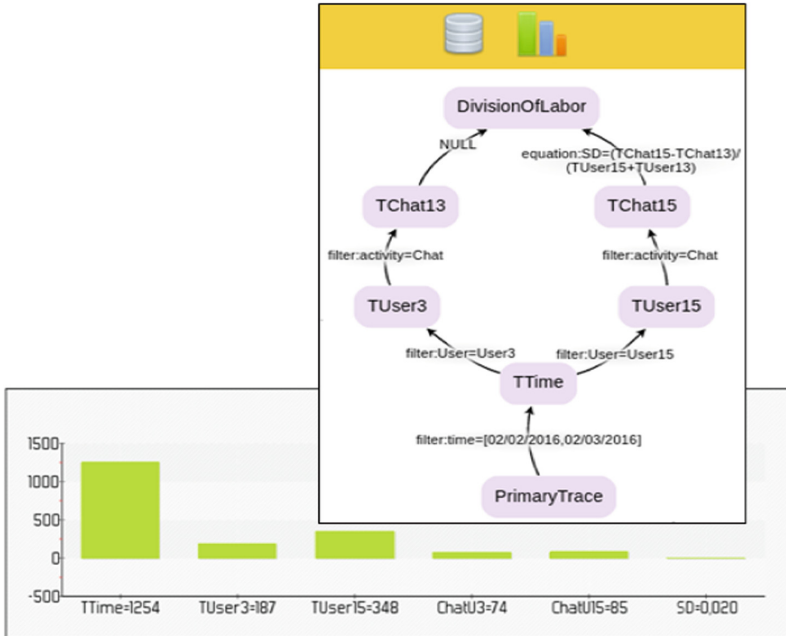 DivisionOfLabor
NULL
equation:SD=(TChat15-TChat13)/
(TUser15+TUser13)
TChat13
TChat15
filter:activity=Chat
filter:activity=Chat
TUser3
TUser15
filter:User=User3
filter:User=User15
TTime
filter:time=[02/02/2016,02/03/2016]
PrimaryTrace
1500
1000
500
0
-500
TTime=1254
TUser3=187
TUser15=348
ChatU3=74
ChatU15=85
SD=0,020